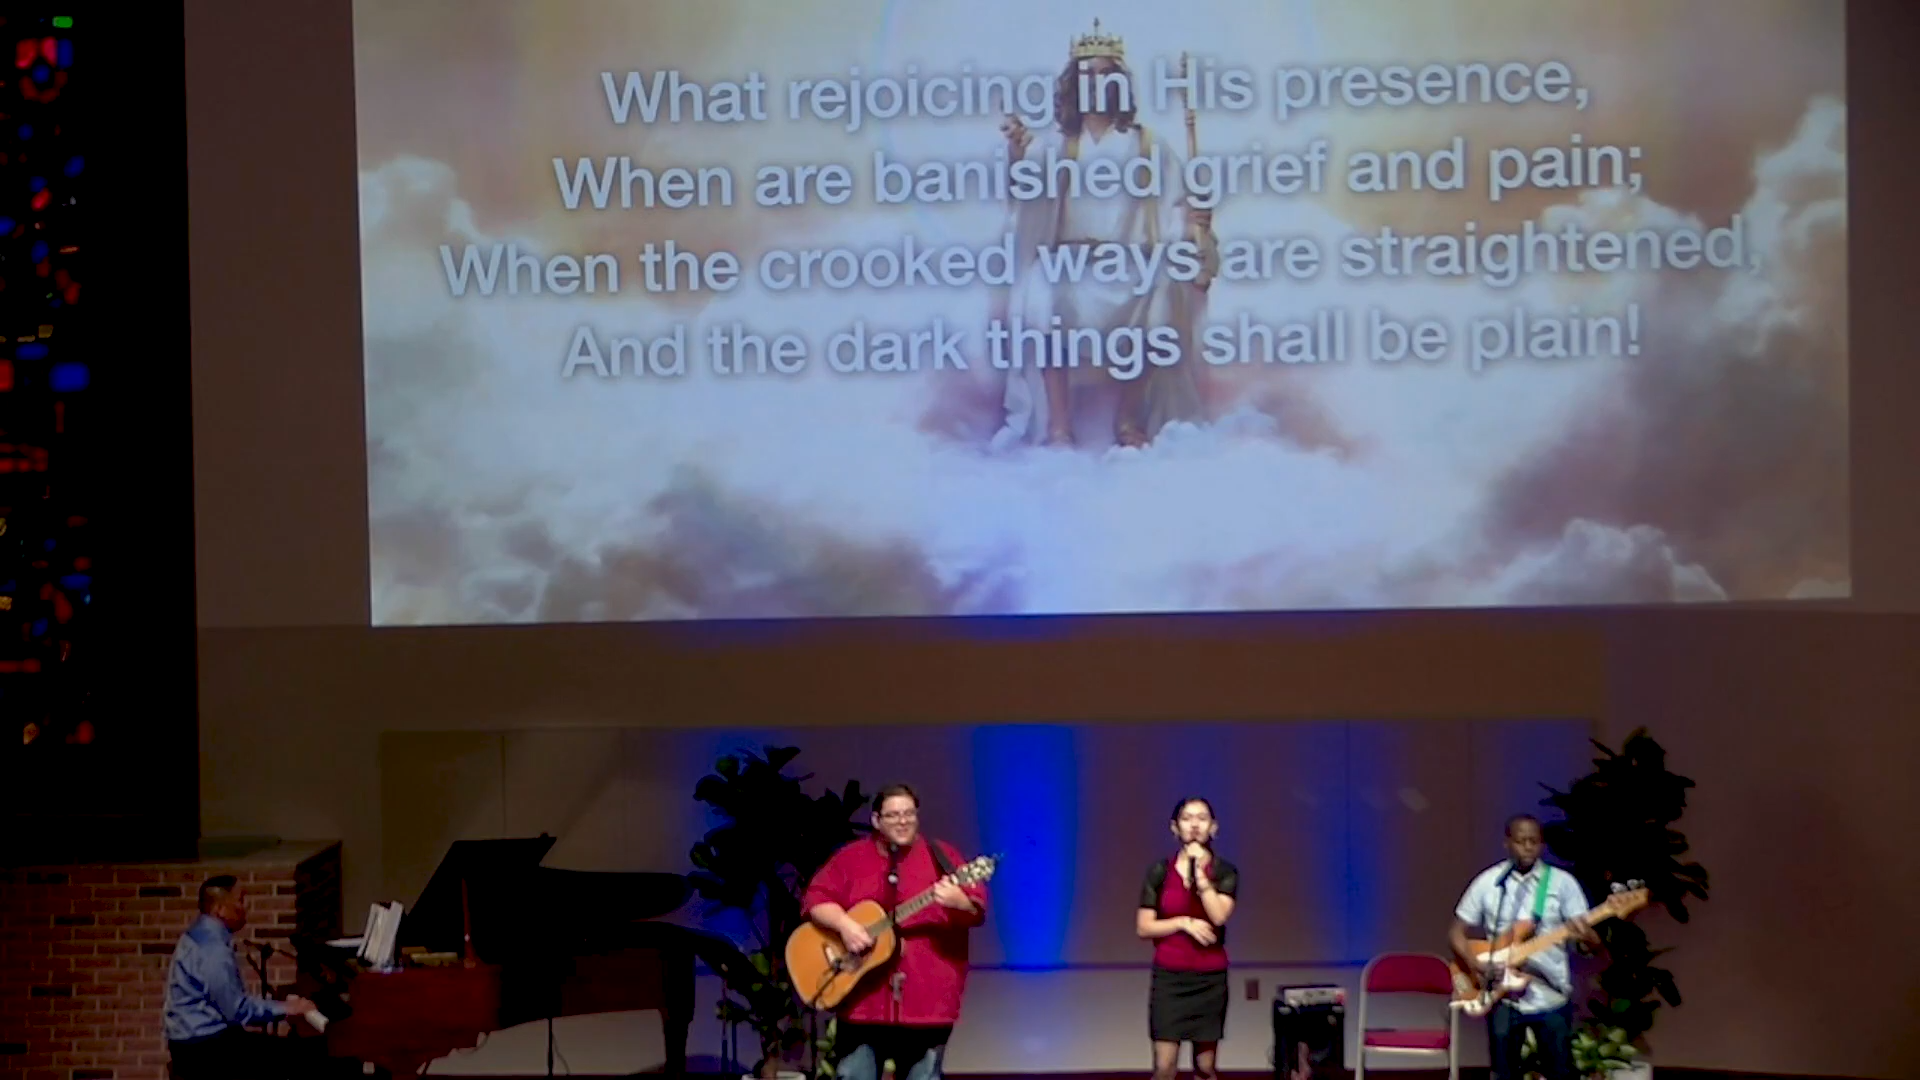 What rejoicing in His presence,
When are banished grief and pain;
When the crooked ways are straightened,
And the dark things shall be plain!